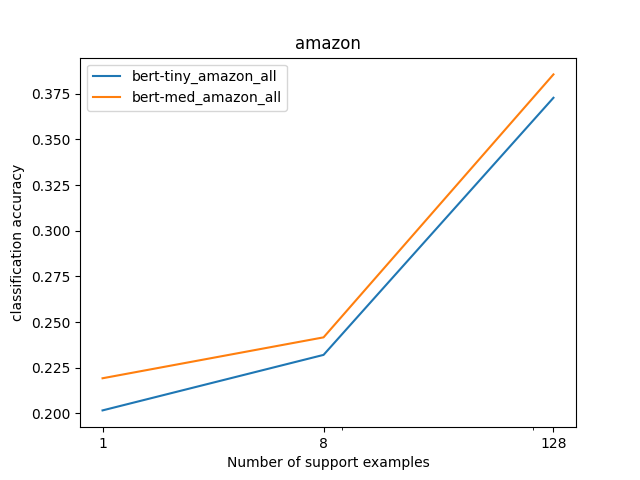 amazon
bert-tiny_amazon_all
bert-med_amazon_all
0.375
0.350
0.325
0.300
0.275
0.250
0.225
0.200
classification accuracy
1 8 128
Number of support examples